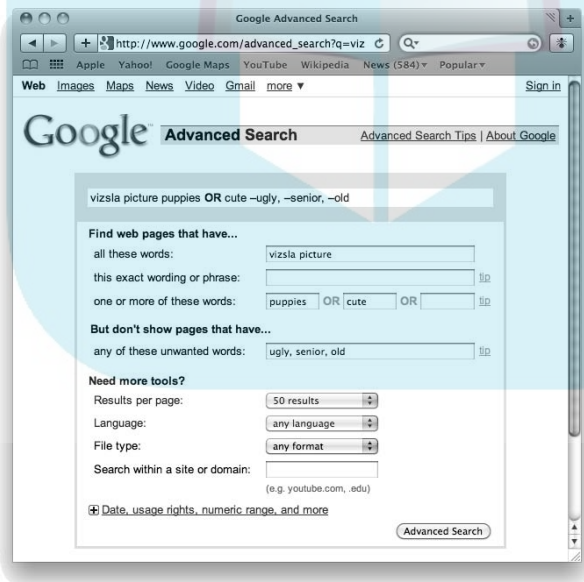 Google Advanced Search
http://www.google.com/advanced_search?q=viz
Apple Yahoo! Google Maps YouTube Wikipedia News (584) Popular
Web Images Maps News Video Gmail more Sign in
Google Advanced Search Advanced Search Tips | About Google
vizsla picture puppies OR cute –ugly, –senior, –old
Find web pages that have...
all these words: vizsla picture
this exact wording or phrase: tip
one or more of these words: puppies OR cute OR tip
But don't show pages that have...
any of these unwanted words: ugly, senior, old tip
Need more tools?
Results per page: 50 results
Language: any language
File type: any format
Search within a site or domain:
(e.g. youtube.com, .edu)
Date, usage rights, numeric range, and more
Advanced Search